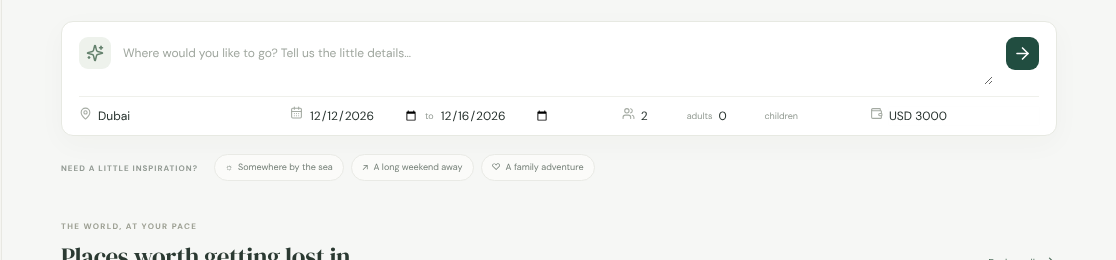 Where would you like to go? Tell us the little details...
Dubai 12/12/2026 to 12/16/2026 2 adults 0 children USD 3000
NEED A LITTLE INSPIRATION? Somewhere by the sea A long weekend away A family adventure
THE WORLD, AT YOUR PACE
Places worth getting lost in